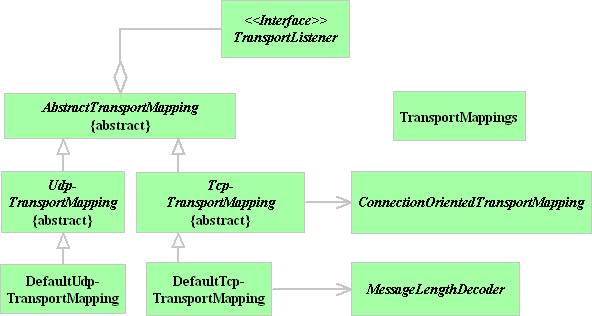 <<Interface>>
TransportListener
AbstractTransportMapping
{abstract}
TransportMappings
Udp-
TransportMapping
{abstract}
Tcp-
TransportMapping
{abstract}
ConnectionOrientedTransportMapping
DefaultUdp-
TransportMapping
DefaultTcp-
TransportMapping
MessageLengthDecoder